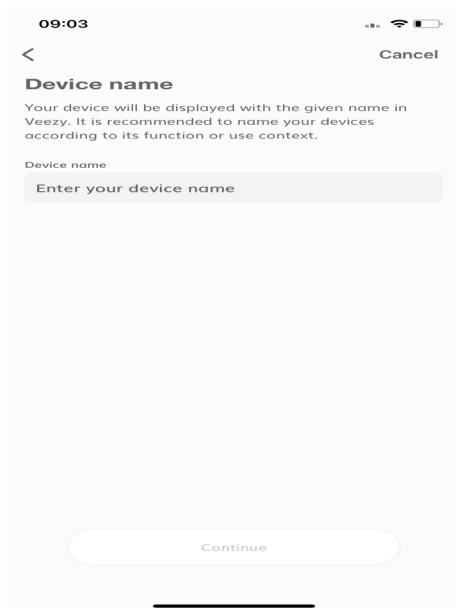 09:03
Cancel
Device name
Your device will be displayed with the given name in
Veezy. It is recommended to name your devices
according to its function or use context.
Device name
Enter your device name
Continue